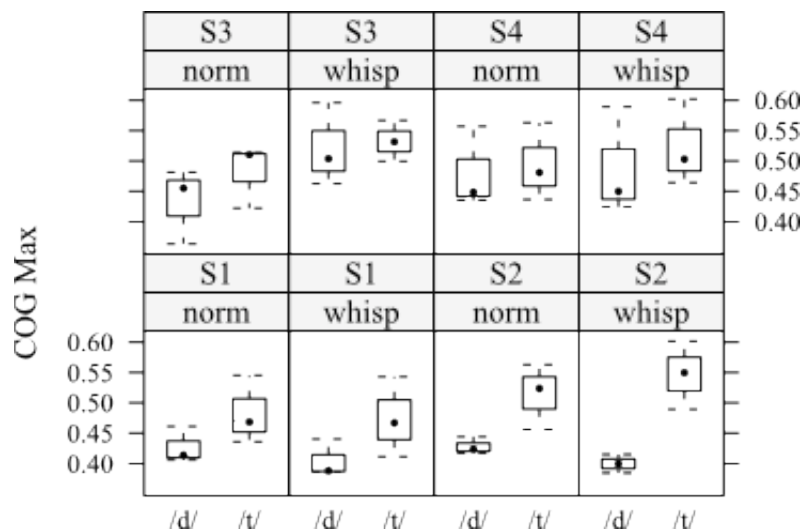 S3 S3 S4 S4
norm whisp norm whisp
0.60
0.55
0.50
0.45
0.40
COG Max
S1 S1 S2 S2
norm whisp norm whisp
0.60
0.55
0.50
0.45
0.40
/d/ /t/ /d/ /t/ /d/ /t/ /d/ /t/